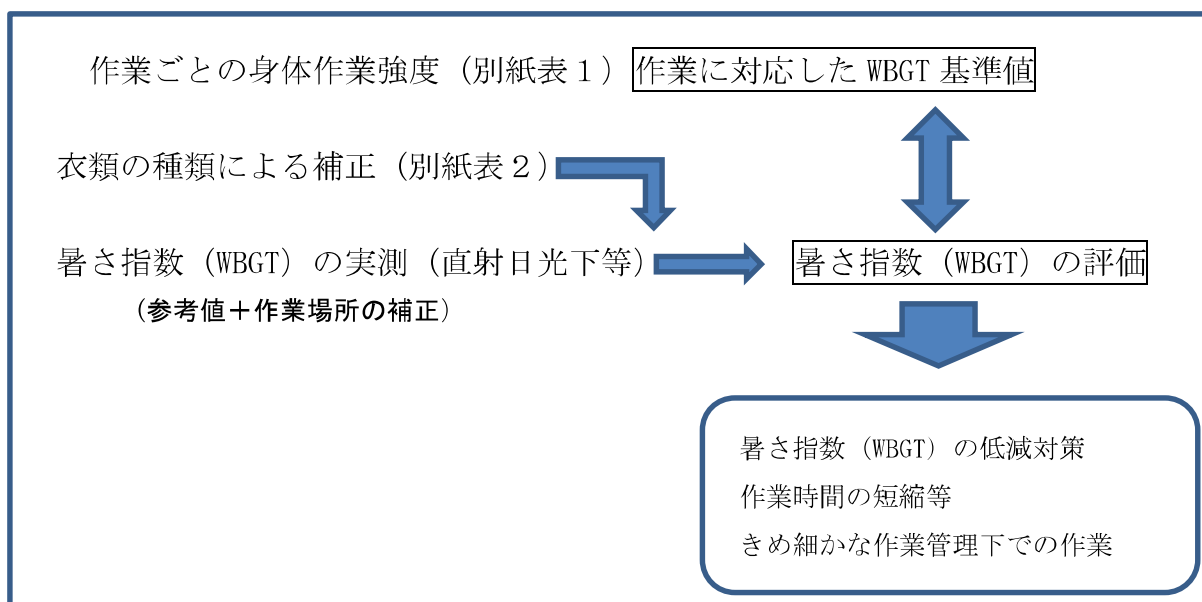 作業ごとの身体作業強度（別紙表１）作業に対応した WBGT 基準値
衣類の種類による補正（別紙表２）
暑さ指数（WBGT）の実測（直射日光下等） 暑さ指数（WBGT）の評価
（参考値＋作業場所の補正）
暑さ指数（WBGT）の低減対策
作業時間の短縮等
きめ細かな作業管理下での作業